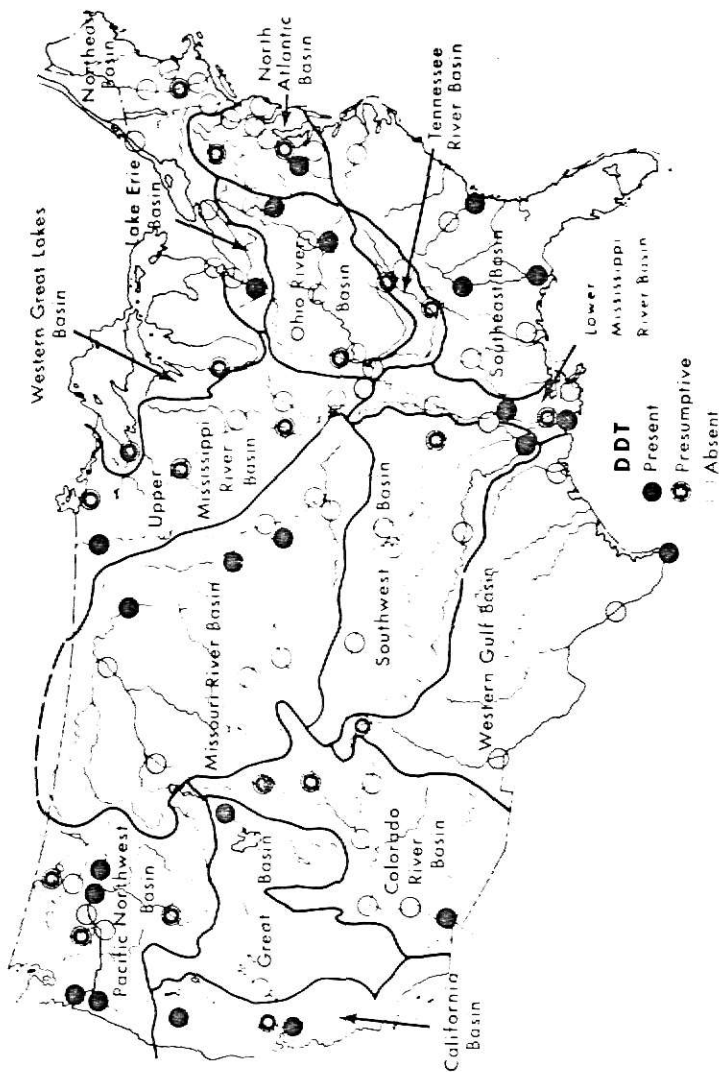 Northeast
Basin
North
Atlantic
Basin
Tennessee
River Basin
Lake Erie
Basin
Western Great Lakes
Basin
Ohio River
Basin
Southeast Basin
Lower
Mississippi
River Basin
Upper
Mississippi
River
Basin
Missouri River Basin
Southwest Basin
Western Gulf Basin
Pacific Northwest
Basin
Great Basin
Colorado
River
Basin
California
Basin
DDT
Present
Presumptive
Absent